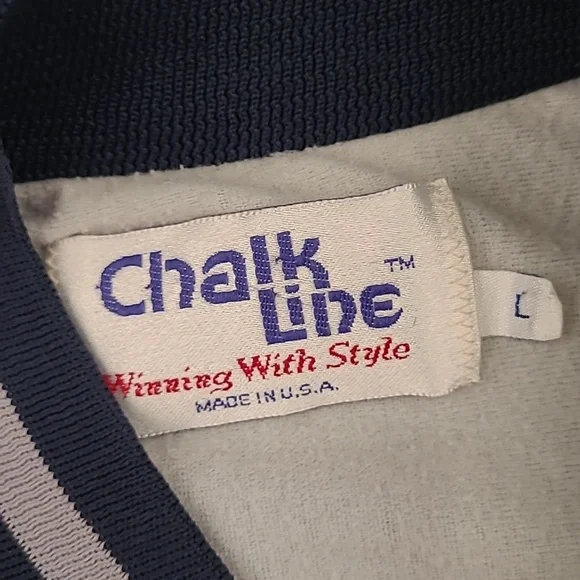 Chalk
Line TM
Winning With Style
MADE IN U.S.A.
L